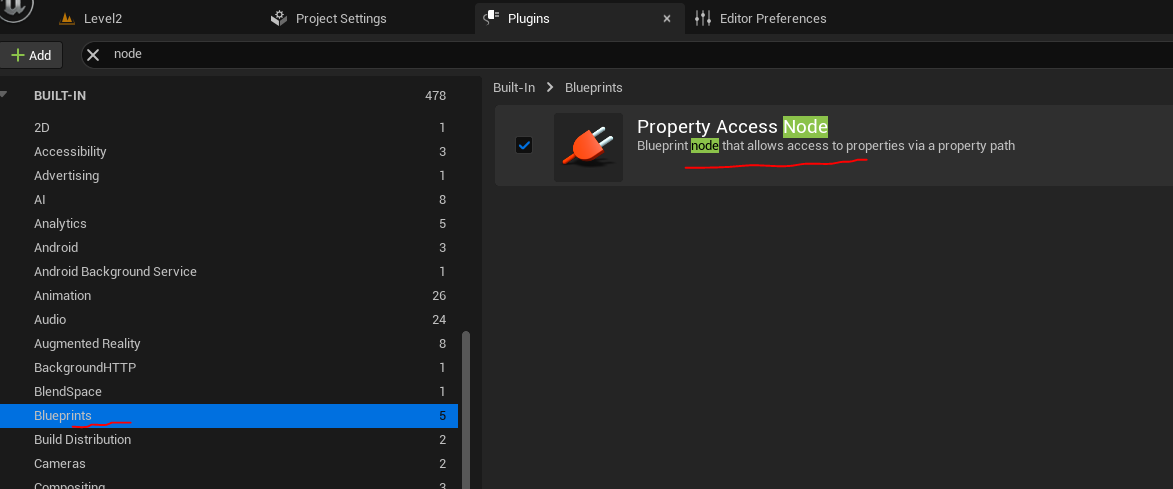 Level2
Project Settings
Plugins
Editor Preferences
Add
node
BUILT-IN 478
2D 1
Accessibility 3
Advertising 1
AI 8
Analytics 5
Android 3
Android Background Service 1
Animation 26
Audio 24
Augmented Reality 8
BackgroundHTTP 1
BlendSpace 1
Blueprints 5
Build Distribution 2
Cameras 2
Compositing 3
Built-In > Blueprints
Property Access Node
Blueprint node that allows access to properties via a property path